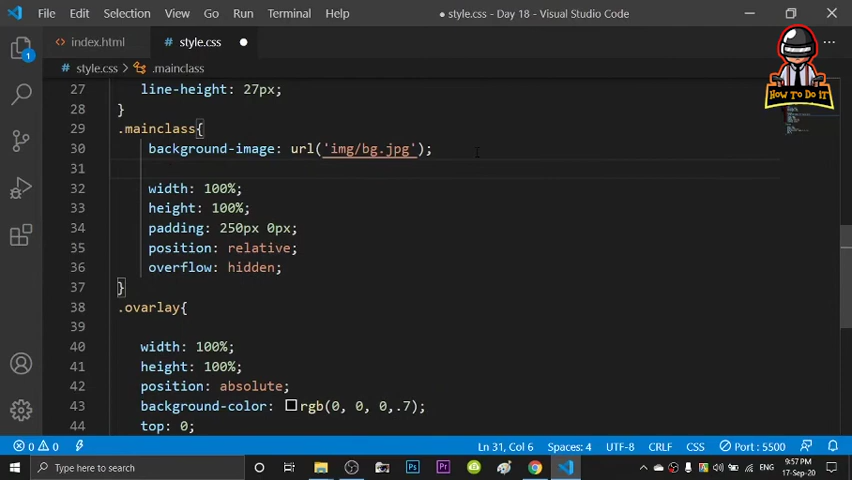 File Edit Selection View Go Run Terminal Help ● style.css - Day 18 - Visual Studio Code
index.html style.css ●
style.css > .mainclass
HOW TO DO IT
27 line-height: 27px;
28 }
29 .mainclass{
30 background-image: url('img/bg.jpg');
31
32 width: 100%;
33 height: 100%;
34 padding: 250px 0px;
35 position: relative;
36 overflow: hidden;
37 }
38 .ovarlay{
39
40 width: 100%;
41 height: 100%;
42 position: absolute;
43 background-color: rgb(0, 0, 0,.7);
44 top: 0;
1
0 0 Ln 31, Col 6 Spaces: 4 UTF-8 CRLF CSS Port : 5500
Type here to search Ps Pr ENG 9:57 PM
17-Sep-20